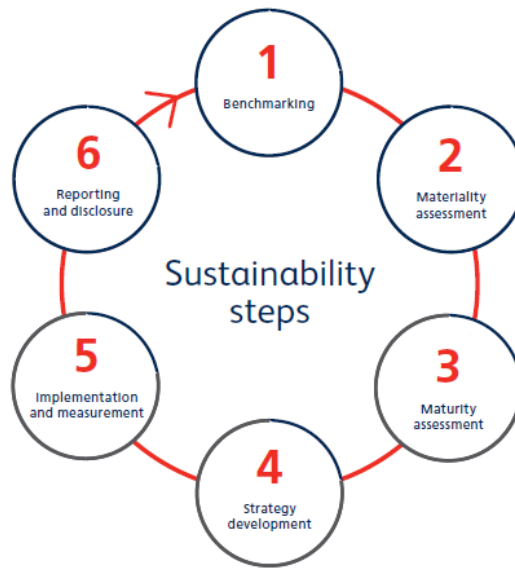 1
Benchmarking
2
Materiality
assessment
3
Maturity
assessment
4
Strategy
development
5
Implementation
and measurement
6
Reporting
and disclosure
Sustainability
steps